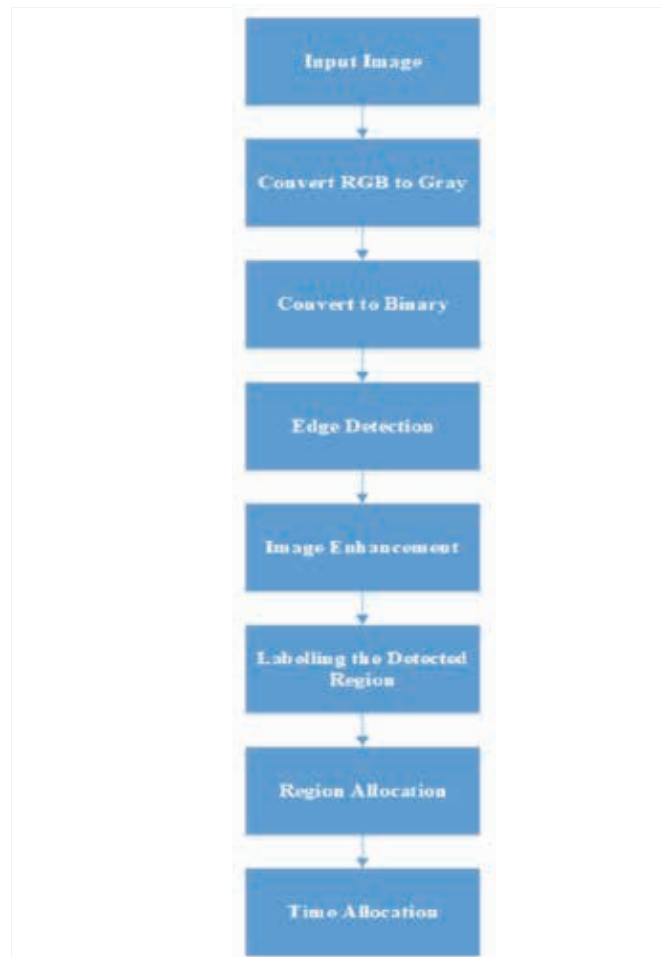 Input Image
Convert RGB to Gray
Convert to Binary
Edge Detection
Image Enhancement
Labelling the Detected
Region
Region Allocation
Time Allocation